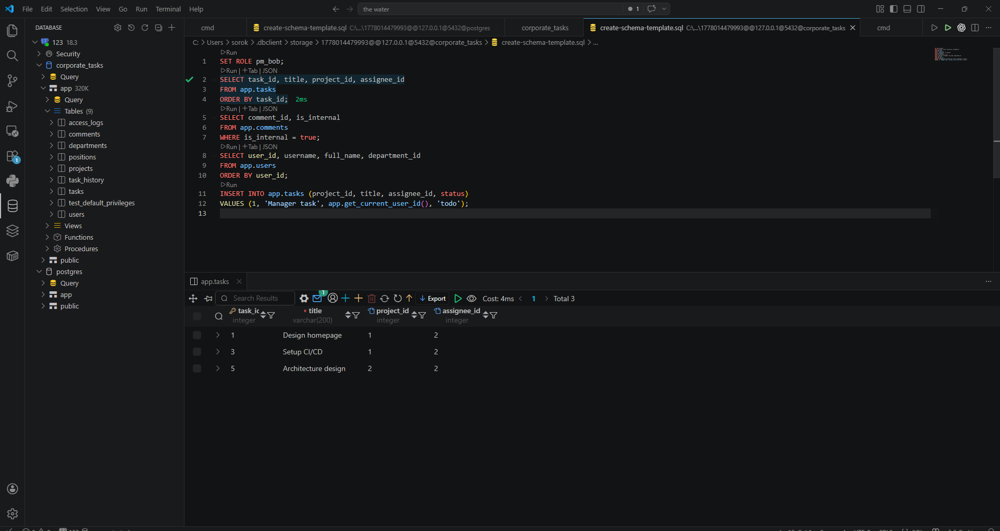 File Edit Selection View Go Run Terminal Help
the water
1
DATABASE
cmd
create-schema-template.sql C:\...\1778014479993@@127.0.0.1@5432@postgres
corporate_tasks
create-schema-template.sql C:\...\1778014479993@@127.0.0.1@5432@corporate_tasks
cmd
C: > Users > sorok > .dbclient > storage > 1778014479993@@127.0.0.1@5432@corporate_tasks > create-schema-template.sql > ...
123 18.3
Security
corporate_tasks
Query
app 320K
Query
Tables (9)
access_logs
comments
departments
positions
projects
task_history
tasks
test_default_privileges
users
Views
Functions
Procedures
public
postgres
Query
app
public
1
Run
1 SET ROLE pm_bob;
Run | +Tab | JSON
2 SELECT task_id, title, project_id, assignee_id
3 FROM app.tasks
4 ORDER BY task_id; 2ms
Run | +Tab | JSON
5 SELECT comment_id, is_internal
6 FROM app.comments
7 WHERE is_internal = true;
Run | +Tab | JSON
8 SELECT user_id, username, full_name, department_id
9 FROM app.users
10 ORDER BY user_id;
Run
11 INSERT INTO app.tasks (project_id, title, assignee_id, status)
12 VALUES (1, 'Manager task', app.get_current_user_id(), 'todo');
13
app.tasks
Search Results
1
Export
Cost: 4ms < 1 > Total 3
task_ic * title project_id assignee_id
integer varchar(200) integer integer
1 Design homepage 1 2
3 Setup CI/CD 1 2
5 Architecture design 2 2